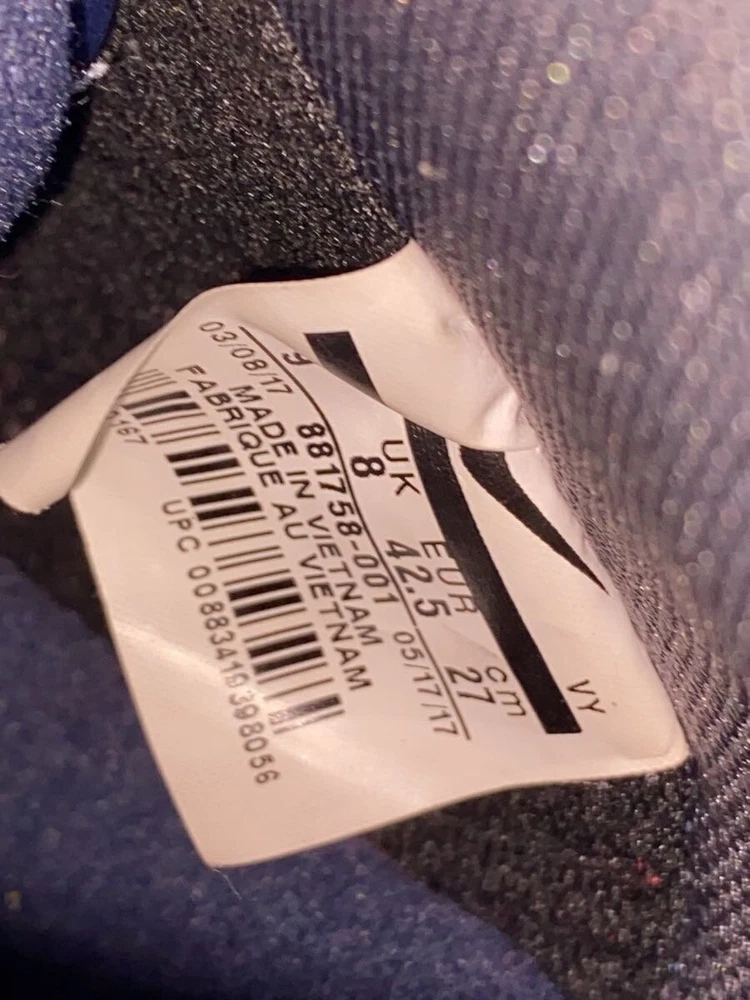 VY
UK EUR cm
9 8 42.5 27
03/08/17 881758-001 05/17/17
MADE IN VIETNAM
FABRIQUE AU VIETNAM
UPC 00883419398056